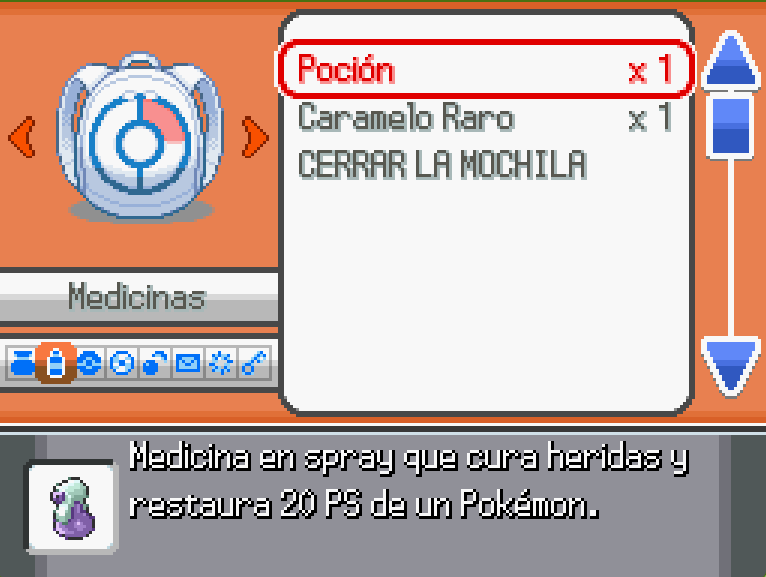 Poción x 1
Caramelo Raro x 1
CERRAR LA MOCHILA
Medicinas
Medicina en spray que cura heridas y
restaura 20 PS de un Pokémon.